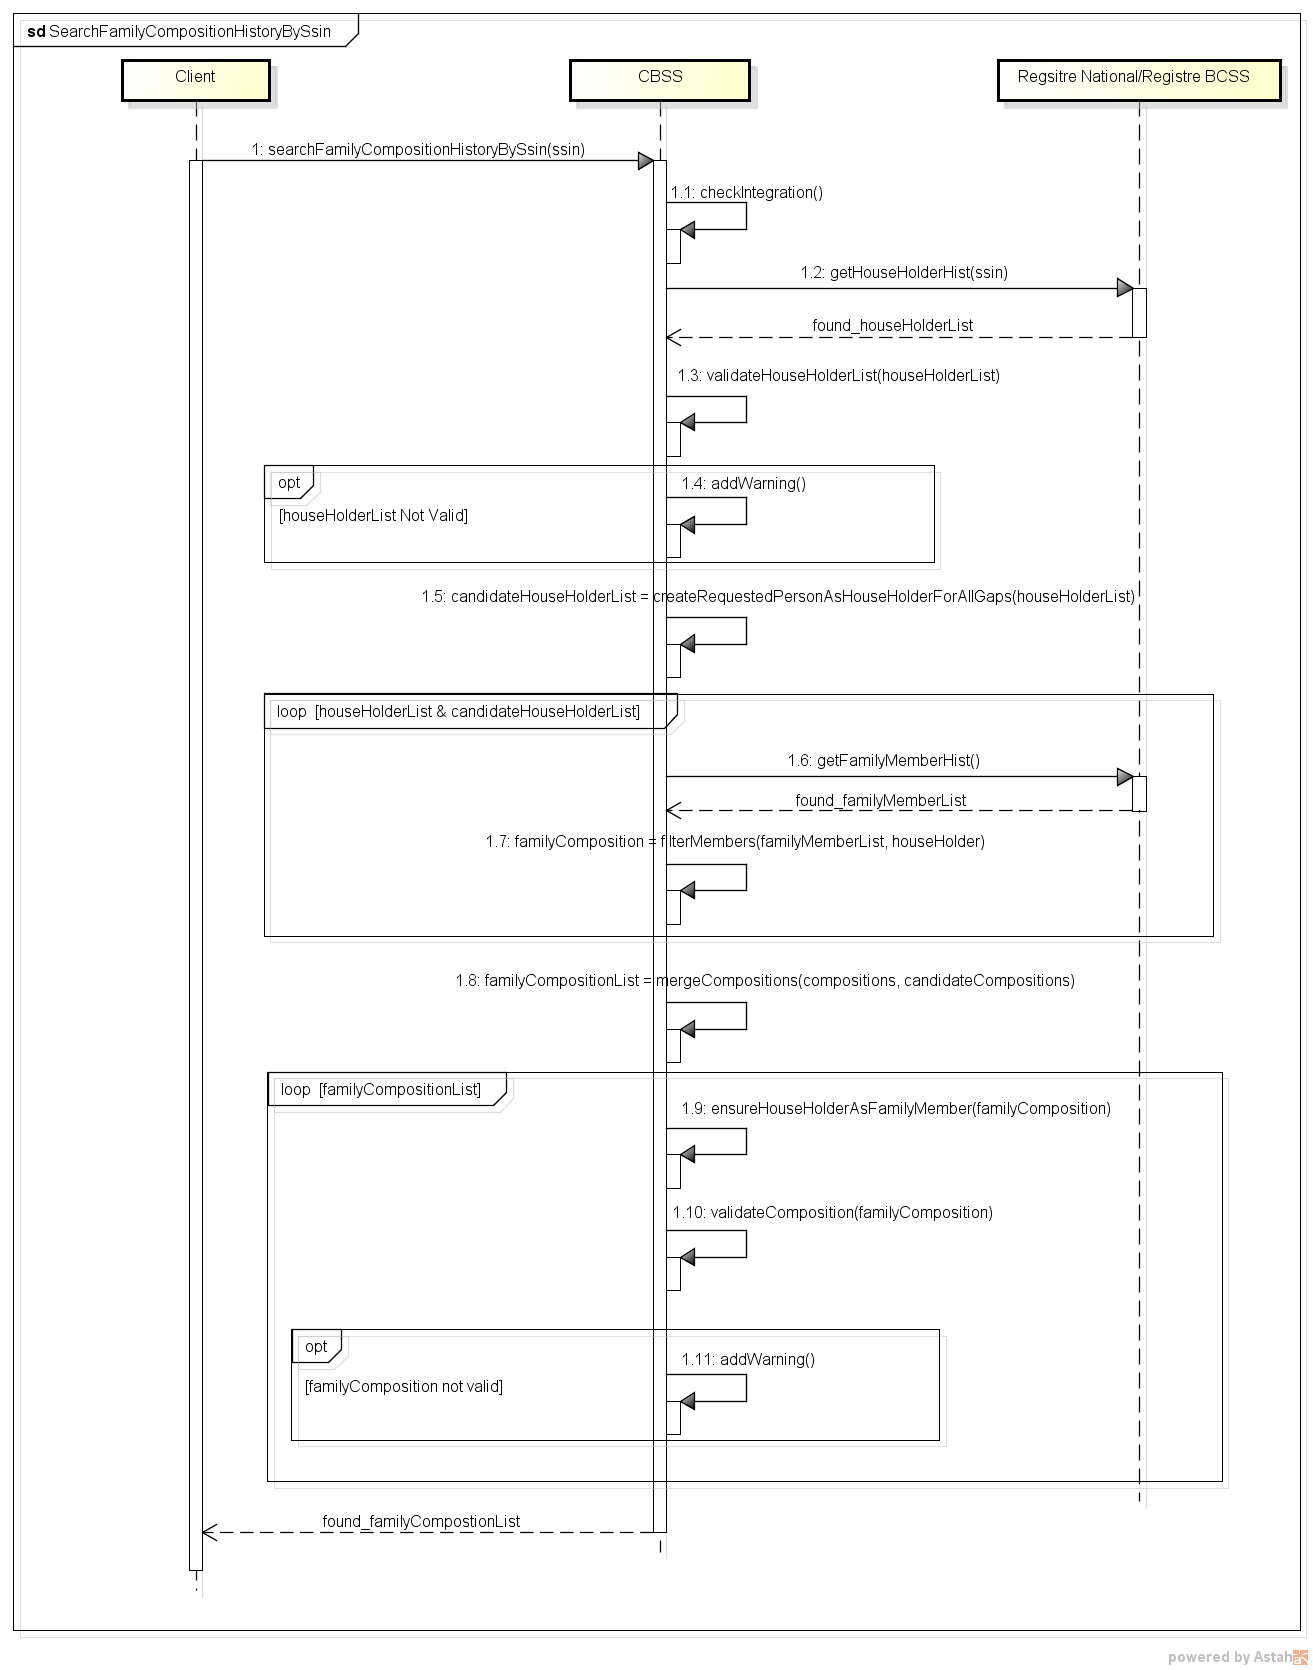 sd SearchFamilyCompositionHistoryBySsin
Client
CBSS
Regsitre National/Registre BCSS
1: searchFamilyCompositionHistoryBySsin(ssin)
1.1: checkIntegration()
1.2: getHouseHolderHist(ssin)
found_houseHolderList
1.3: validateHouseHolderList(houseHolderList)
opt
1.4: addWarning()
[houseHolderList Not Valid]
1.5: candidateHouseHolderList = createRequestedPersonAsHouseHolderForAllGaps(houseHolderList)
loop [houseHolderList & candidateHouseHolderList]
1.6: getFamilyMemberHist()
found_familyMemberList
1.7: familyComposition = filterMembers(familyMemberList, houseHolder)
1.8: familyCompositionList = mergeCompositions(compositions, candidateCompositions)
loop [familyCompositionList]
1.9: ensureHouseHolderAsFamilyMember(familyComposition)
1.10: validateComposition(familyComposition)
opt
1.11: addWarning()
[familyComposition not valid]
found_familyCompostionList
powered by Astah